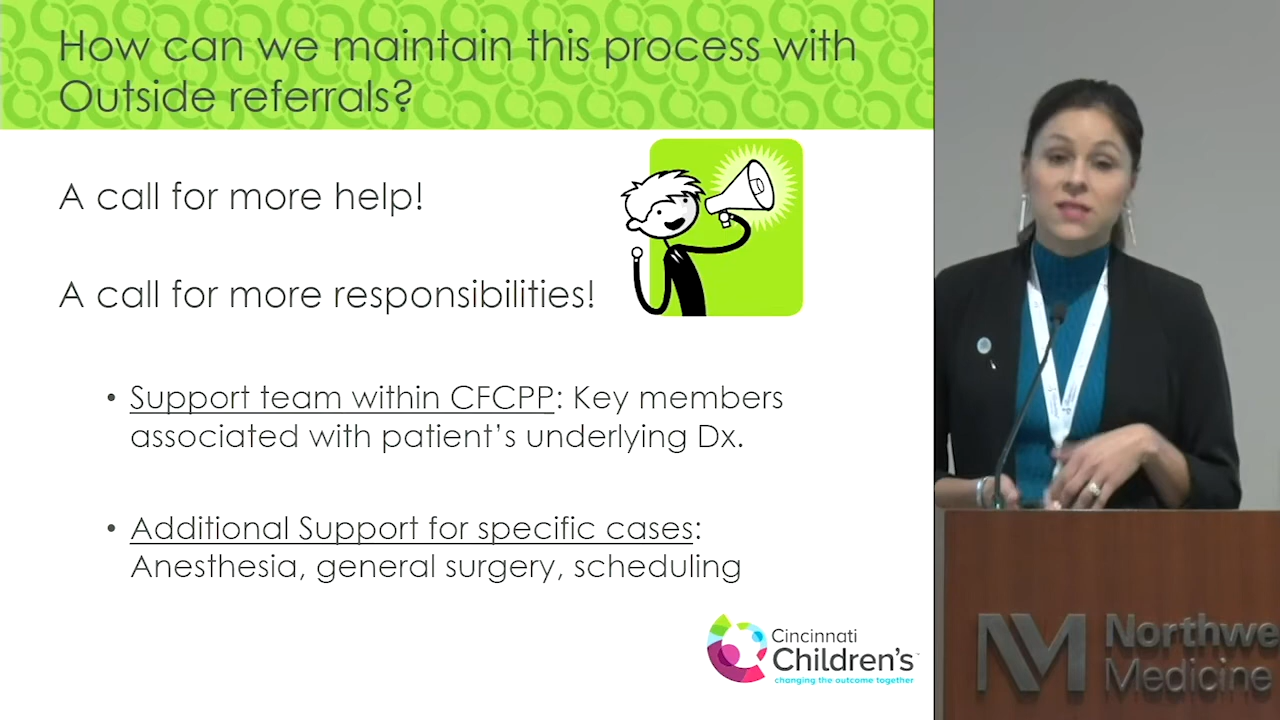 How can we maintain this process with
Outside referrals?
A call for more help!
A call for more responsibilities!
• Support team within CFCPP: Key members
associated with patient’s underlying Dx.
• Additional Support for specific cases:
Anesthesia, general surgery, scheduling
Cincinnati
Children's™
changing the outcome together
Northwe
Medicine